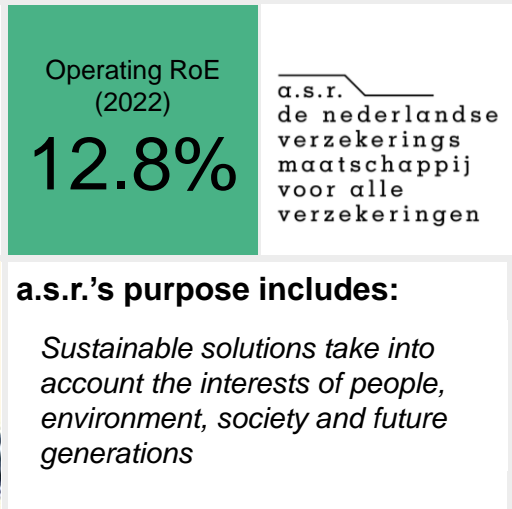 Operating RoE
(2022)
12.8%
a.s.r.
de nederlandse
verzekerings
maatschappij
voor alle
verzekeringen
a.s.r.'s purpose includes:
Sustainable solutions take into
account the interests of people,
environment, society and future
generations